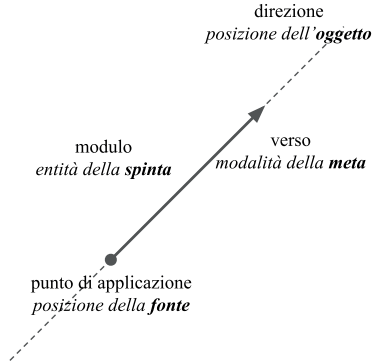 direzione
posizione dell’oggetto
modulo
entità della spinta
verso
modalità della meta
punto di applicazione
posizione della fonte